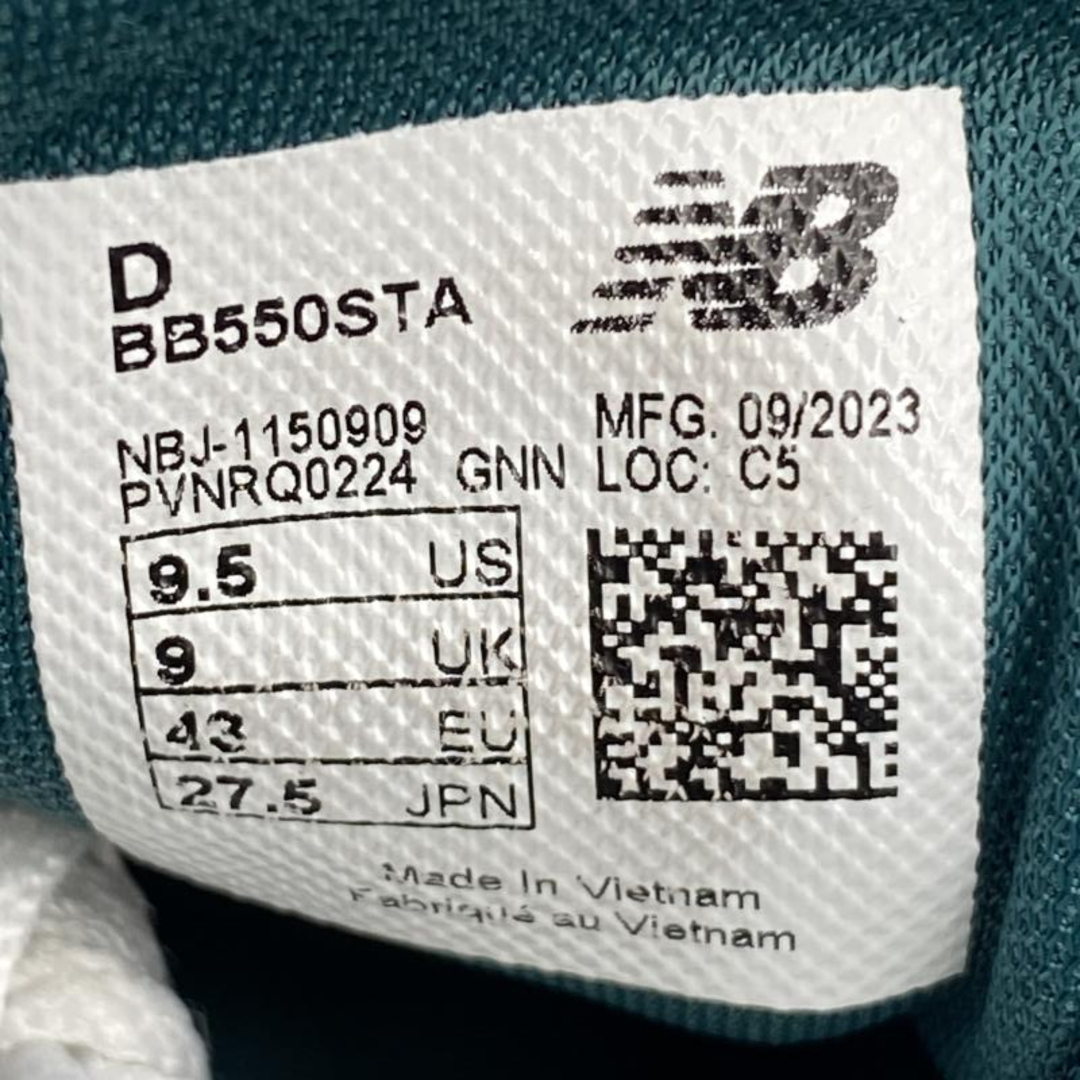 NB
D
BB550STA
NBJ-1150909
MFG. 09/2023
PVNRQ0224 GNN LOC: C5
9.5 US
9 UK
43 EU
27.5 JPN
Made In Vietnam
Fabriqué au Vietnam